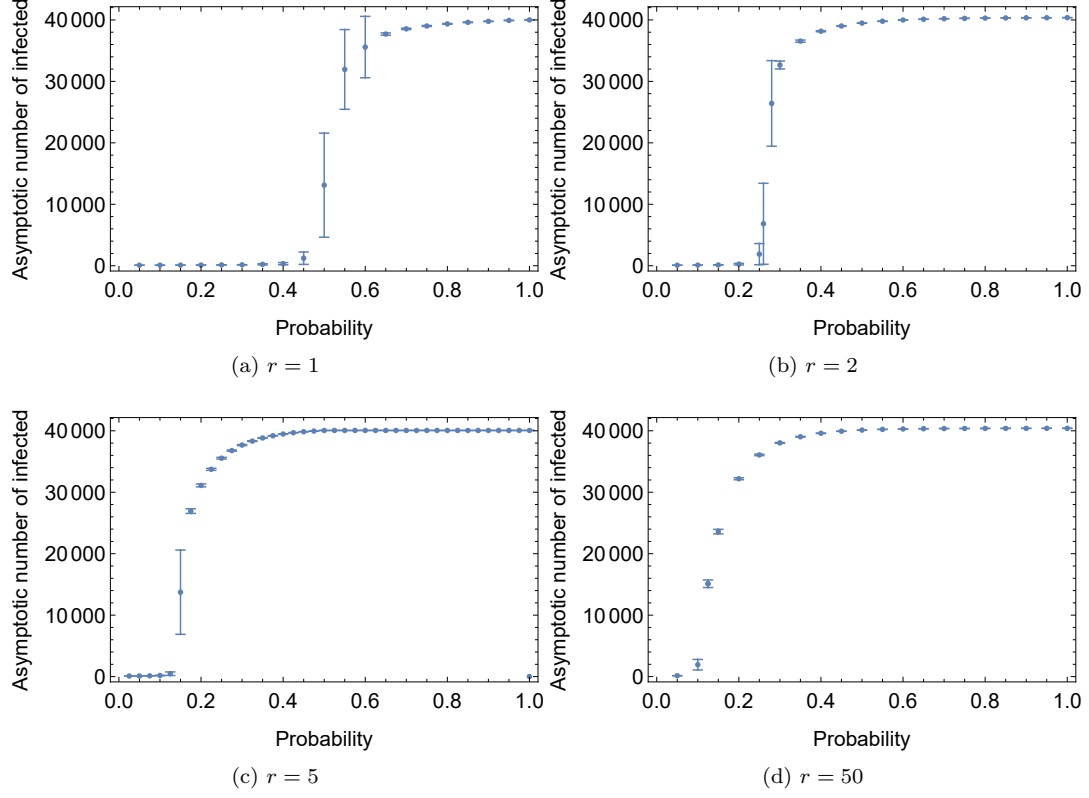 Asymptotic number of infected
40 000
30 000
20 000
10 000
0
0.0 0.2 0.4 0.6 0.8 1.0
Probability
(a) r = 1
Asymptotic number of infected
40 000
30 000
20 000
10 000
0
0.0 0.2 0.4 0.6 0.8 1.0
Probability
(b) r = 2
Asymptotic number of infected
40 000
30 000
20 000
10 000
0
0.0 0.2 0.4 0.6 0.8 1.0
Probability
(c) r = 5
Asymptotic number of infected
40 000
30 000
20 000
10 000
0
0.0 0.2 0.4 0.6 0.8 1.0
Probability
(d) r = 50